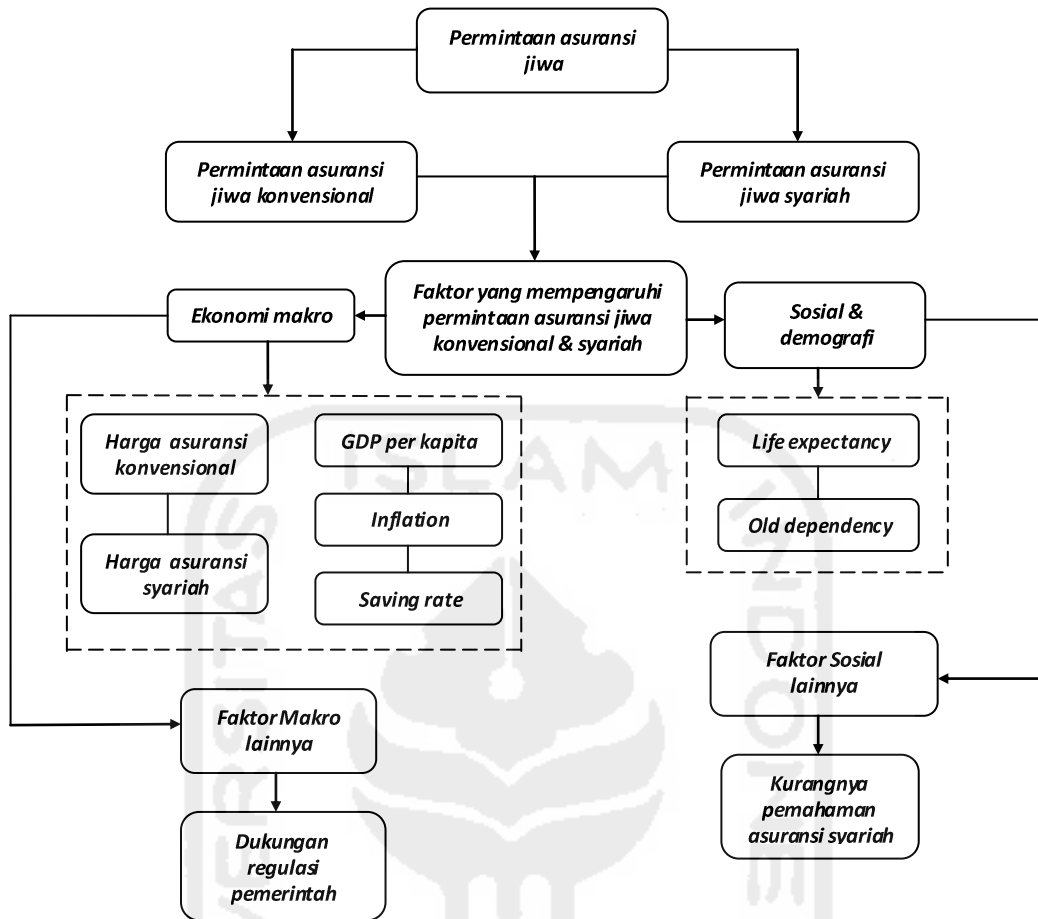 Permintaan asuransi
jiwa
Permintaan asuransi
jiwa konvensional
Permintaan asuransi
jiwa syariah
Faktor yang mempengaruhi
permintaan asuransi jiwa
konvensional & syariah
Ekonomi makro
Sosial &
demografi
Harga asuransi
konvensional
Harga asuransi
syariah
GDP per kapita
Inflation
Saving rate
Life expectancy
Old dependency
Faktor Sosial
lainnya
Faktor Makro
lainnya
Kurangnya
pemahaman
asuransi syariah
Dukungan
regulasi
pemerintah
ISLAM